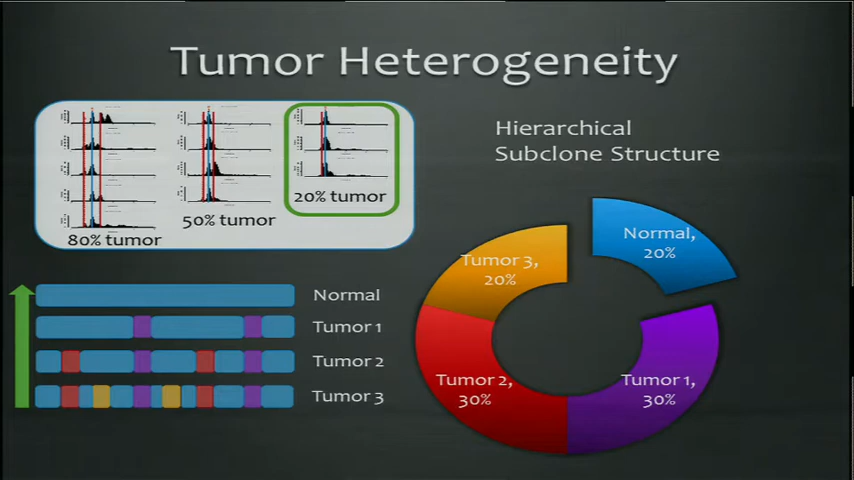 Tumor Heterogeneity
20% tumor
50% tumor
80% tumor
Hierarchical
Subclone Structure
Normal
Tumor 1
Tumor 2
Tumor 3
Normal,
20%
Tumor 3,
20%
Tumor 2,
30%
Tumor 1,
30%